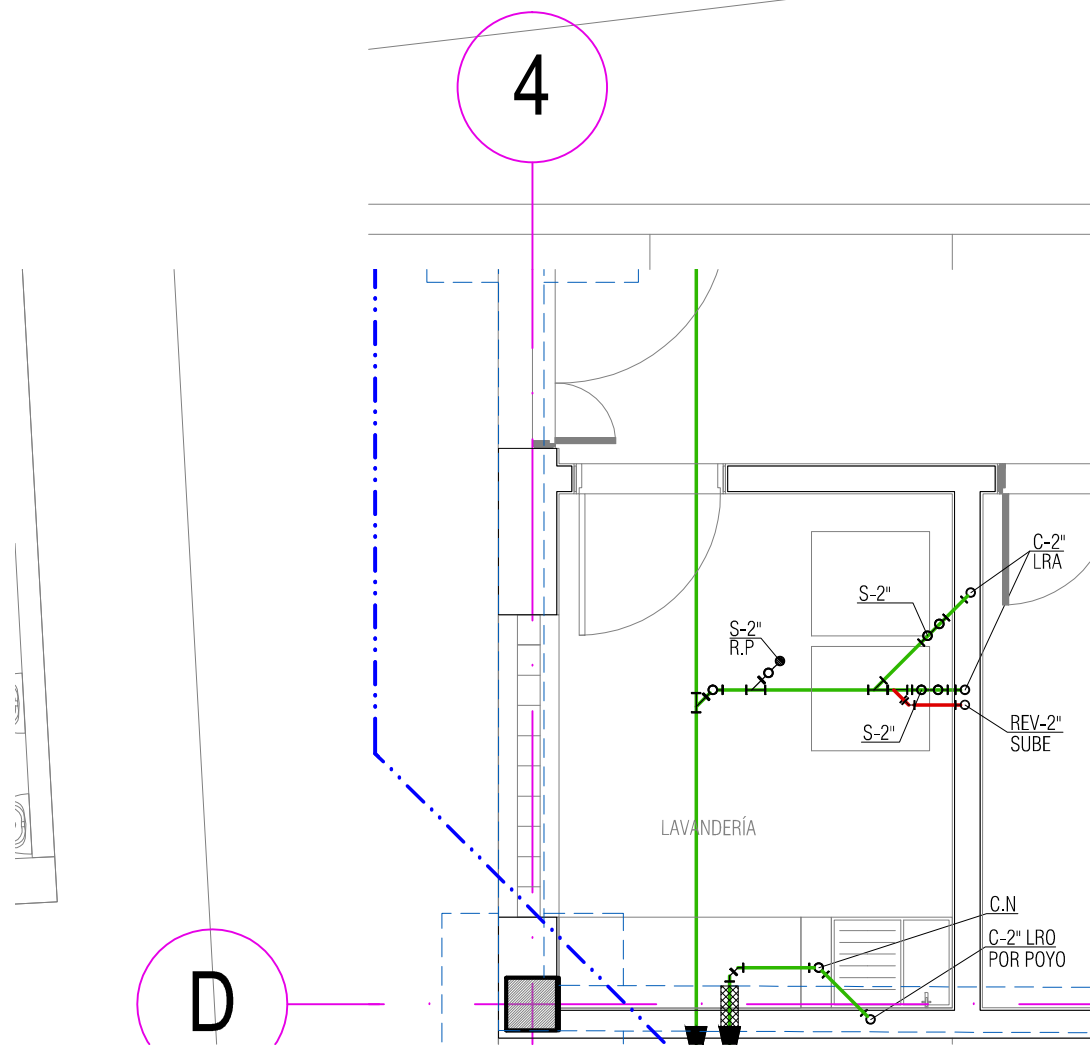 4
C-2"
LRA
S-2"
S-2"
R.P
REV-2"
SUBE
S-2"
LAVANDERÍA
C.N
C-2" LRO
POR POYO
D